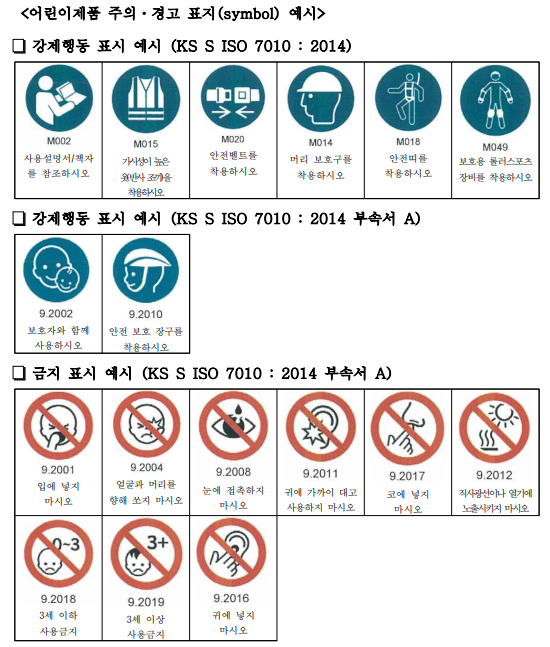 <어린이제품 주의·경고 표지(symbol) 예시>
❏ 강제행동 표시 예시 (KS S ISO 7010 : 2014)
M002
사용설명서/책자
를 참조하시오
M015
가시성이 높은
옷(반사 조끼)을
착용하시오
M020
안전벨트를
착용하시오
M014
머리 보호구를
착용하시오
M018
안전띠를
착용하시오
M049
보호용 롤러스포츠
장비를 착용하시오
❏ 강제행동 표시 예시 (KS S ISO 7010 : 2014 부속서 A)
9.2002
보호자와 함께
사용하시오
9.2010
안전 보호 장구를
착용하시오
❏ 금지 표시 예시 (KS S ISO 7010 : 2014 부속서 A)
9.2001
입에 넣지
마시오
9.2004
얼굴과 머리를
향해 쏘지 마시오
9.2008
눈에 접촉하지
마시오
9.2011
귀에 가까이 대고
사용하지 마시오
9.2017
코에 넣지
마시오
9.2012
직사광선이나 열기에
노출시키지 마시오
0~3
9.2018
3세 이하
사용금지
3+
9.2019
3세 이상
사용금지
9.2016
귀에 넣지
마시오